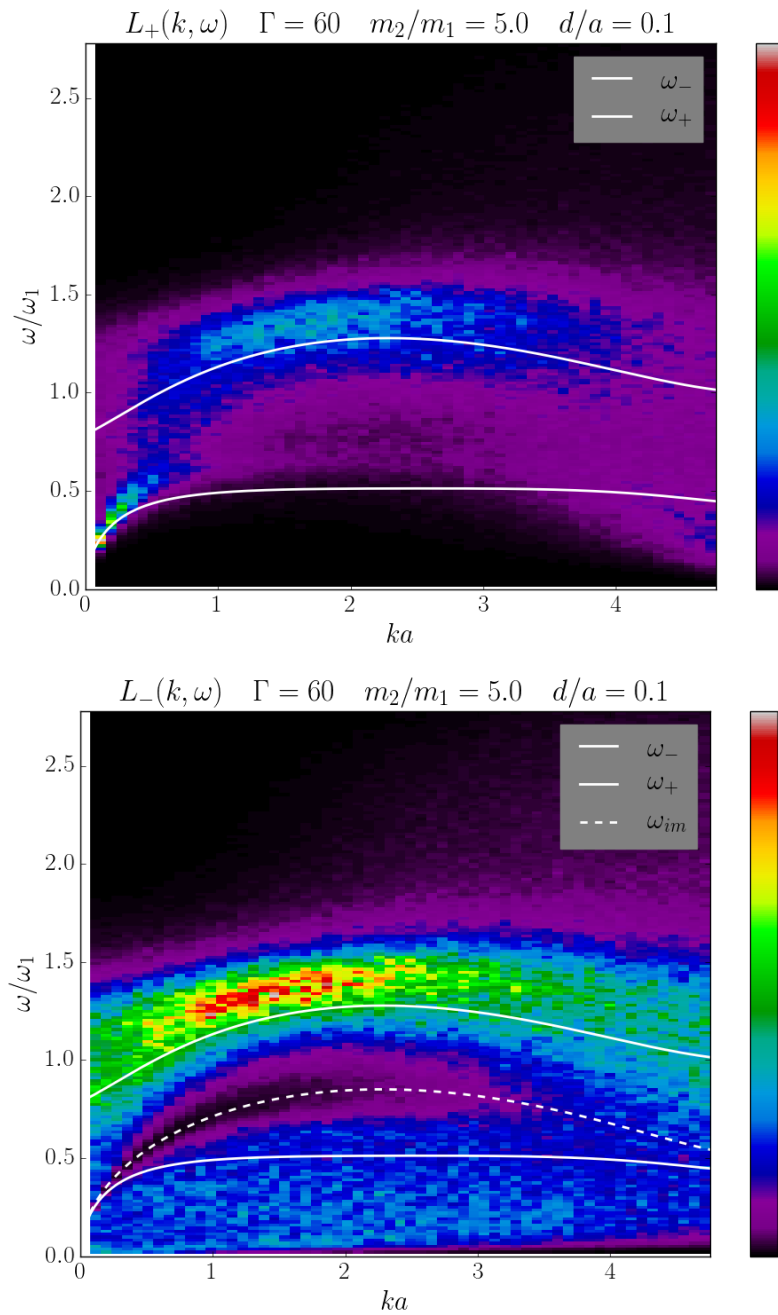 L₊(k, ω)    Γ = 60    m₂/m₁ = 5.0    d/a = 0.1
ω₋
ω₊
2.5
2.0
1.5
1.0
0.5
0.0
ω/ω₁
0 1 2 3 4
ka
L₋(k, ω)    Γ = 60    m₂/m₁ = 5.0    d/a = 0.1
ω₋
ω₊
ω_{im}
2.5
2.0
1.5
1.0
0.5
0.0
ω/ω₁
0 1 2 3 4
ka